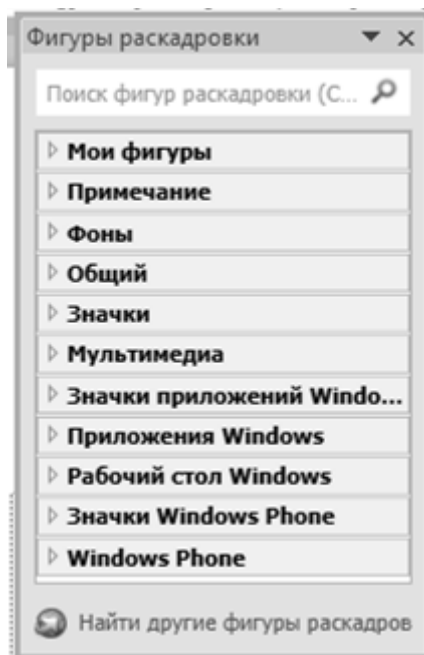 Фигуры раскадровки
Поиск фигур раскадровки (С...
Мои фигуры
Примечание
Фоны
Общий
Значки
Мультимедиа
Значки приложений Windo...
Приложения Windows
Рабочий стол Windows
Значки Windows Phone
Windows Phone
Найти другие фигуры раскадров